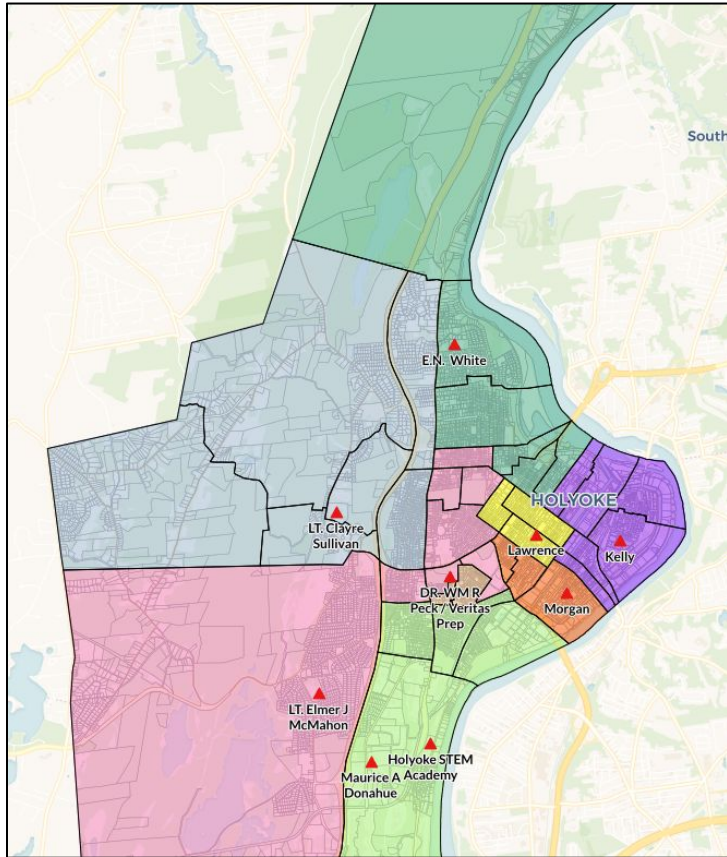 South
E.N. White
HOLYOKE
LT. Clayre
Sullivan
Lawrence
Kelly
DR. WM R
Peck / Veritas
Prep
Morgan
LT. Elmer J
McMahon
Holyoke STEM
Academy
Maurice A
Donahue